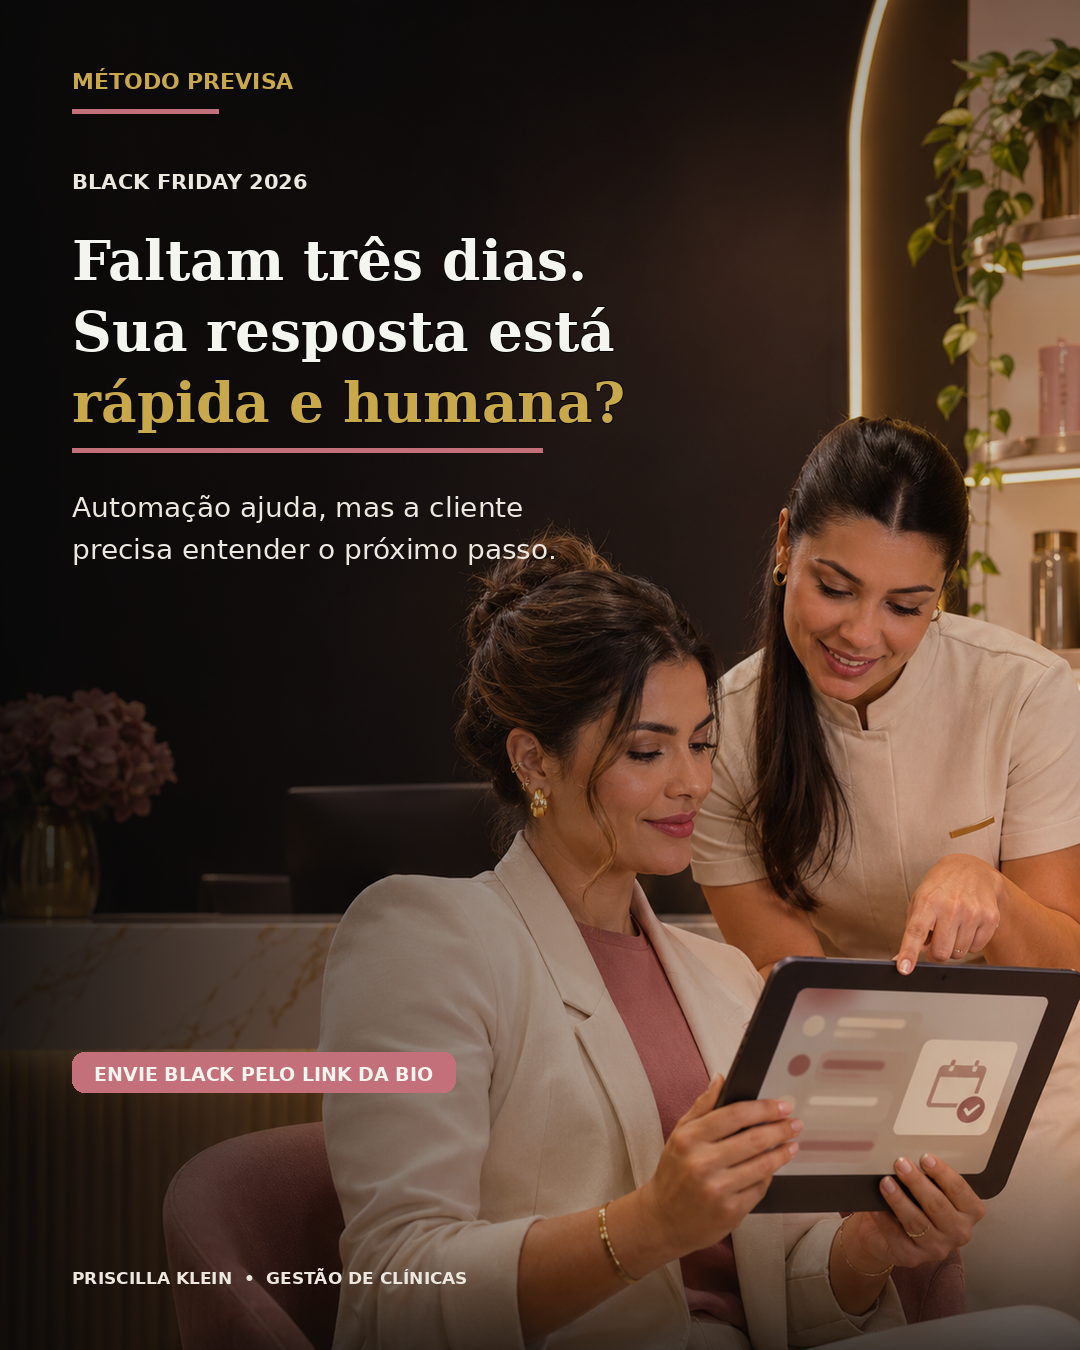 MÉTODO PREVISA
BLACK FRIDAY 2026
Faltam três dias.
Sua resposta está
rápida e humana?
Automação ajuda, mas a cliente
precisa entender o próximo passo.
ENVIE BLACK PELO LINK DA BIO
PRISCILLA KLEIN • GESTÃO DE CLÍNICAS